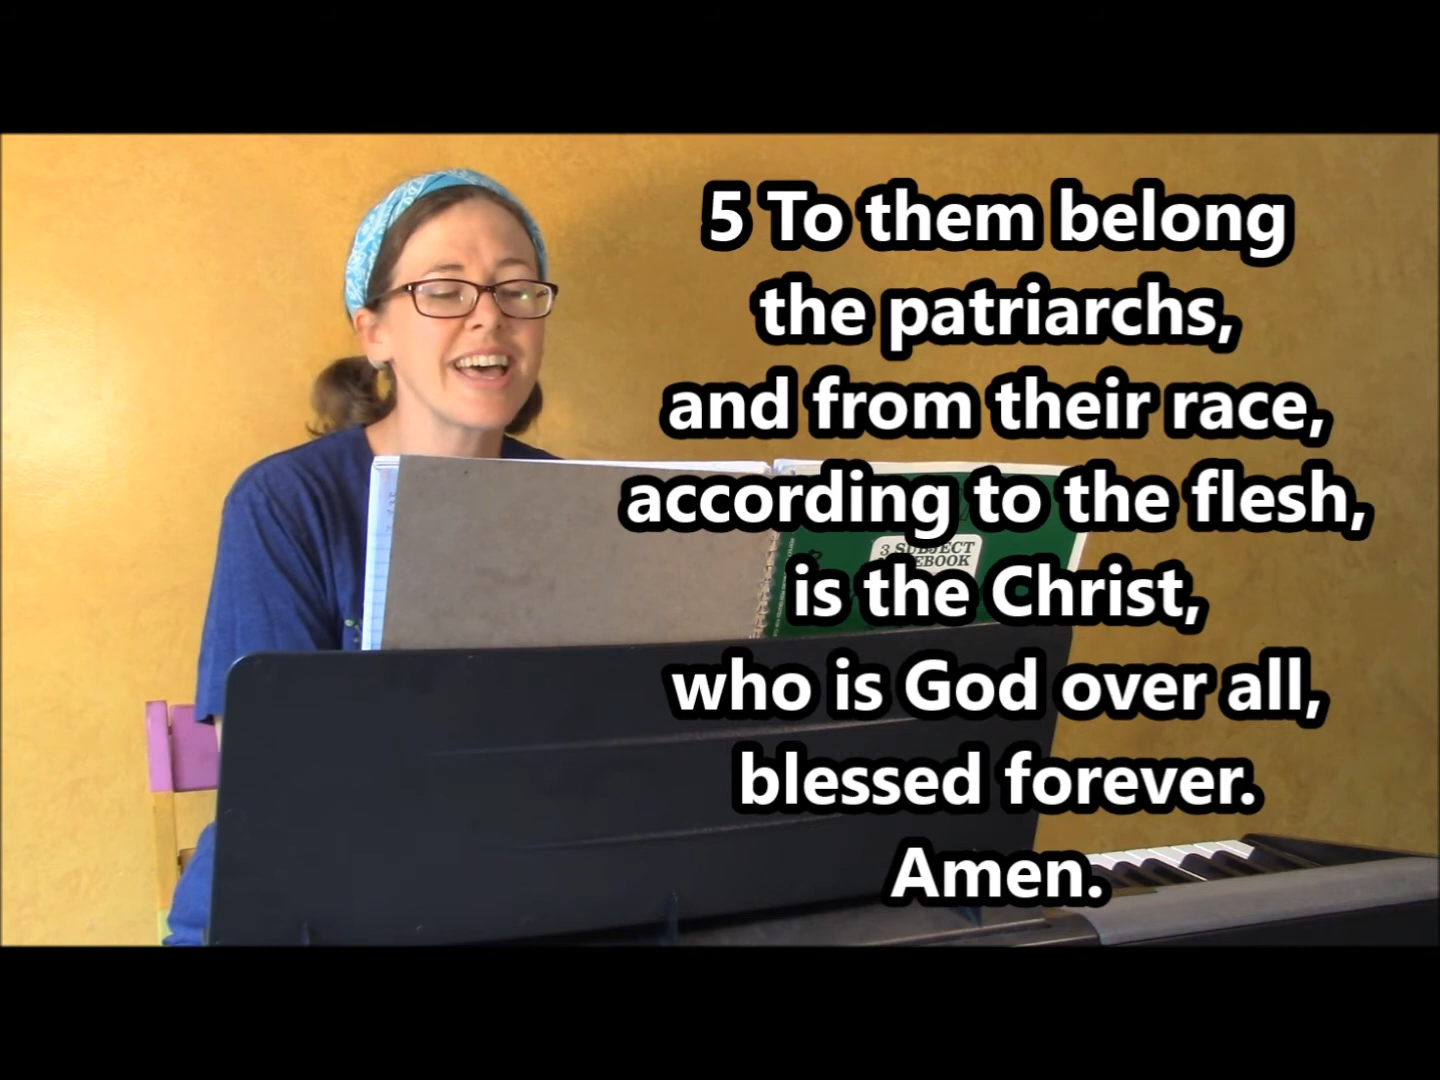 5 To them belong
the patriarchs,
and from their race,
according to the flesh,
3 SUBJECT
is the Christ,
who is God over all,
blessed forever.
Amen.